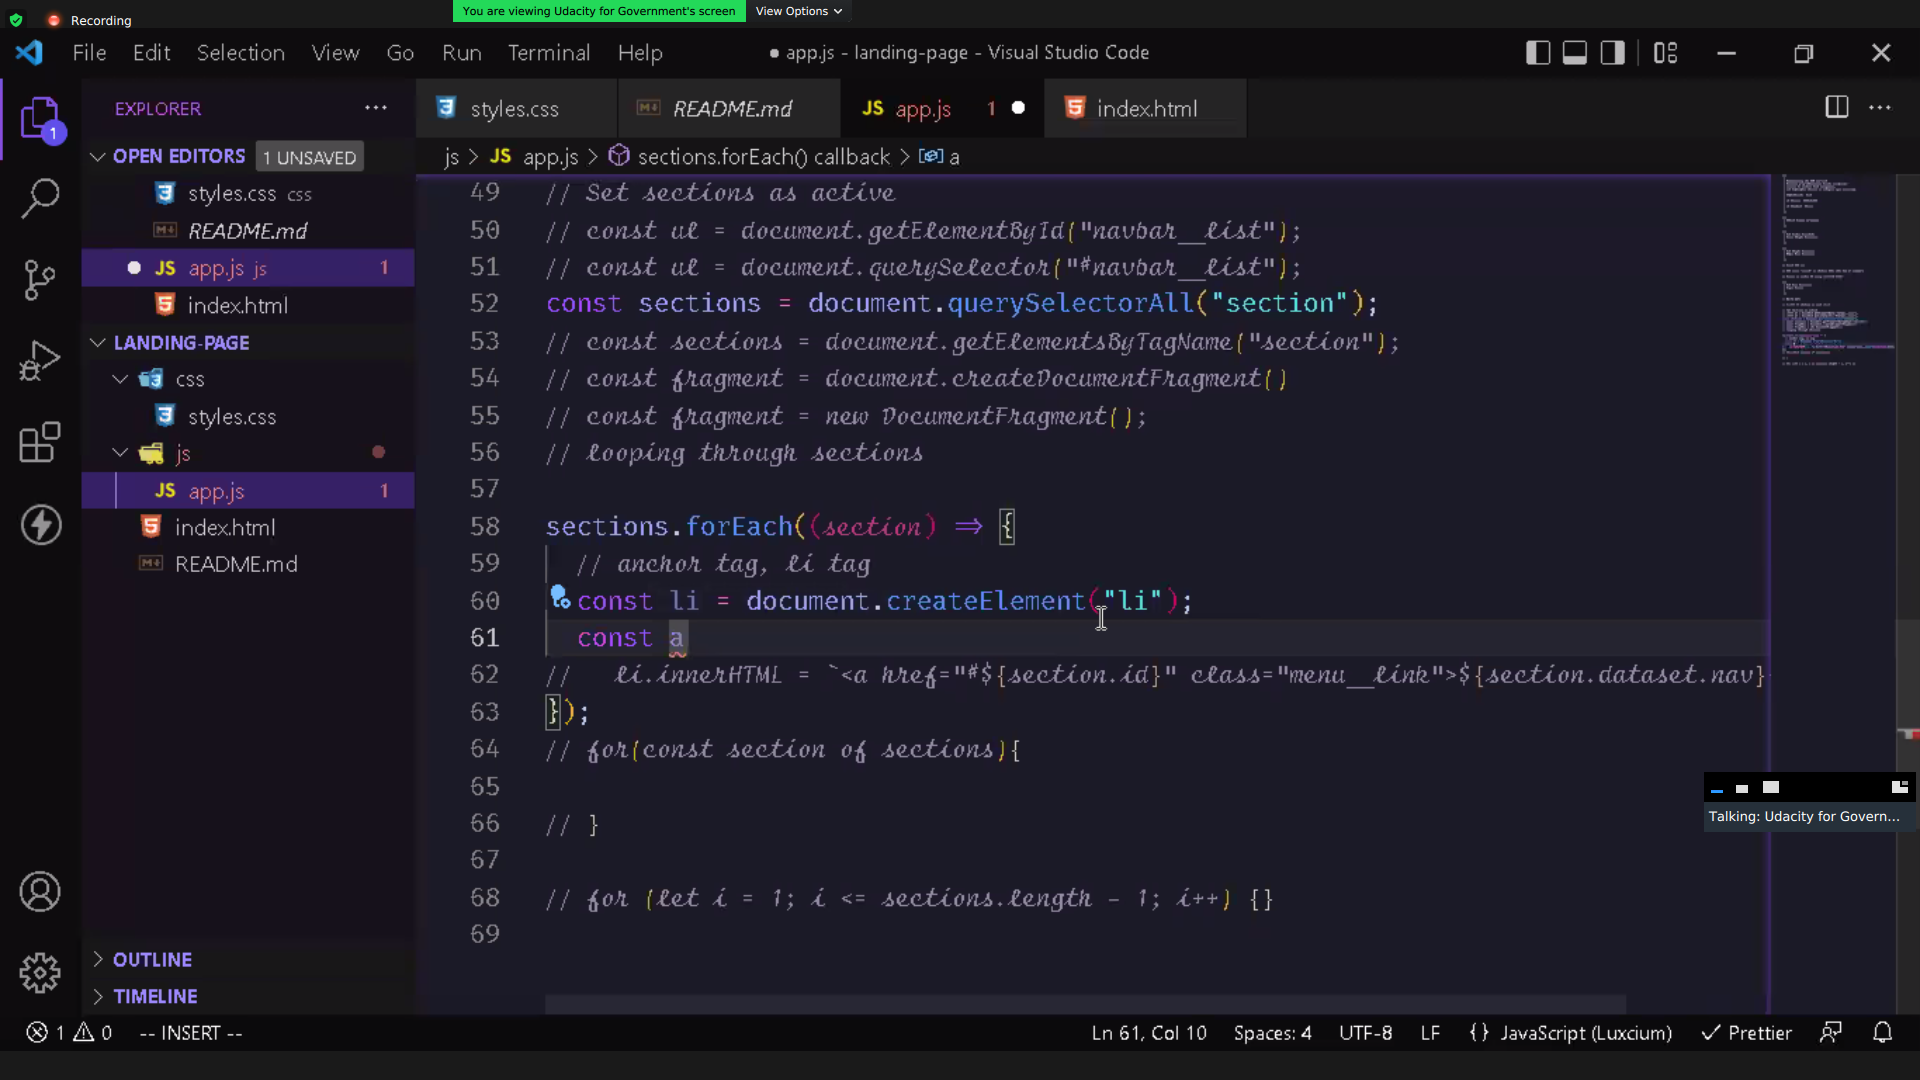 Recording
You are viewing Udacity for Government's screen
View Options
File Edit Selection View Go Run Terminal Help
● app.js - landing-page - Visual Studio Code
EXPLORER
1
OPEN EDITORS 1 UNSAVED
styles.css css
README.md
JS app.js js 1
index.html
LANDING-PAGE
css
styles.css
js
JS app.js 1
index.html
README.md
OUTLINE
TIMELINE
styles.css
README.md
JS app.js 1
index.html
js > JS app.js > sections.forEach() callback > a
49 // Set sections as active
50 // const ul = document.getElementById("navbar__list");
51 // const ul = document.querySelector("#navbar__list");
52 const sections = document.querySelectorAll("section");
53 // const sections = document.getElementsByTagName("section");
54 // const fragment = document.createDocumentFragment()
55 // const fragment = new DocumentFragment();
56 // looping through sections
57
58 sections.forEach((section) => {
59 // anchor tag, li tag
60 const li = document.createElement("li");
61 const a
62 // li.innerHTML = `<a href="#${section.id}" class="menu__link">${section.dataset.nav}
63 });
64 // for(const section of sections){
65
66 // }
67
68 // for (let i = 1; i <= sections.length - 1; i++) {}
69
Talking: Udacity for Govern...
1 0 -- INSERT --
Ln 61, Col 10 Spaces: 4 UTF-8 LF {} JavaScript (Luxcium) Prettier